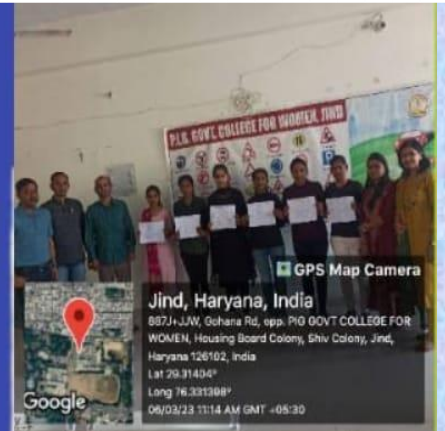 P.I.G. GOVT. COLLEGE FOR WOMEN, JIND
GPS Map Camera
Jind, Haryana, India
887J+JJW, Gohana Rd, opp. PIG GOVT COLLEGE FOR
WOMEN, Housing Board Colony, Shiv Colony, Jind,
Haryana 126102, India
Lat 29.31404°
Long 76.331398°
06/03/23 11:14 AM GMT +05:30
Google